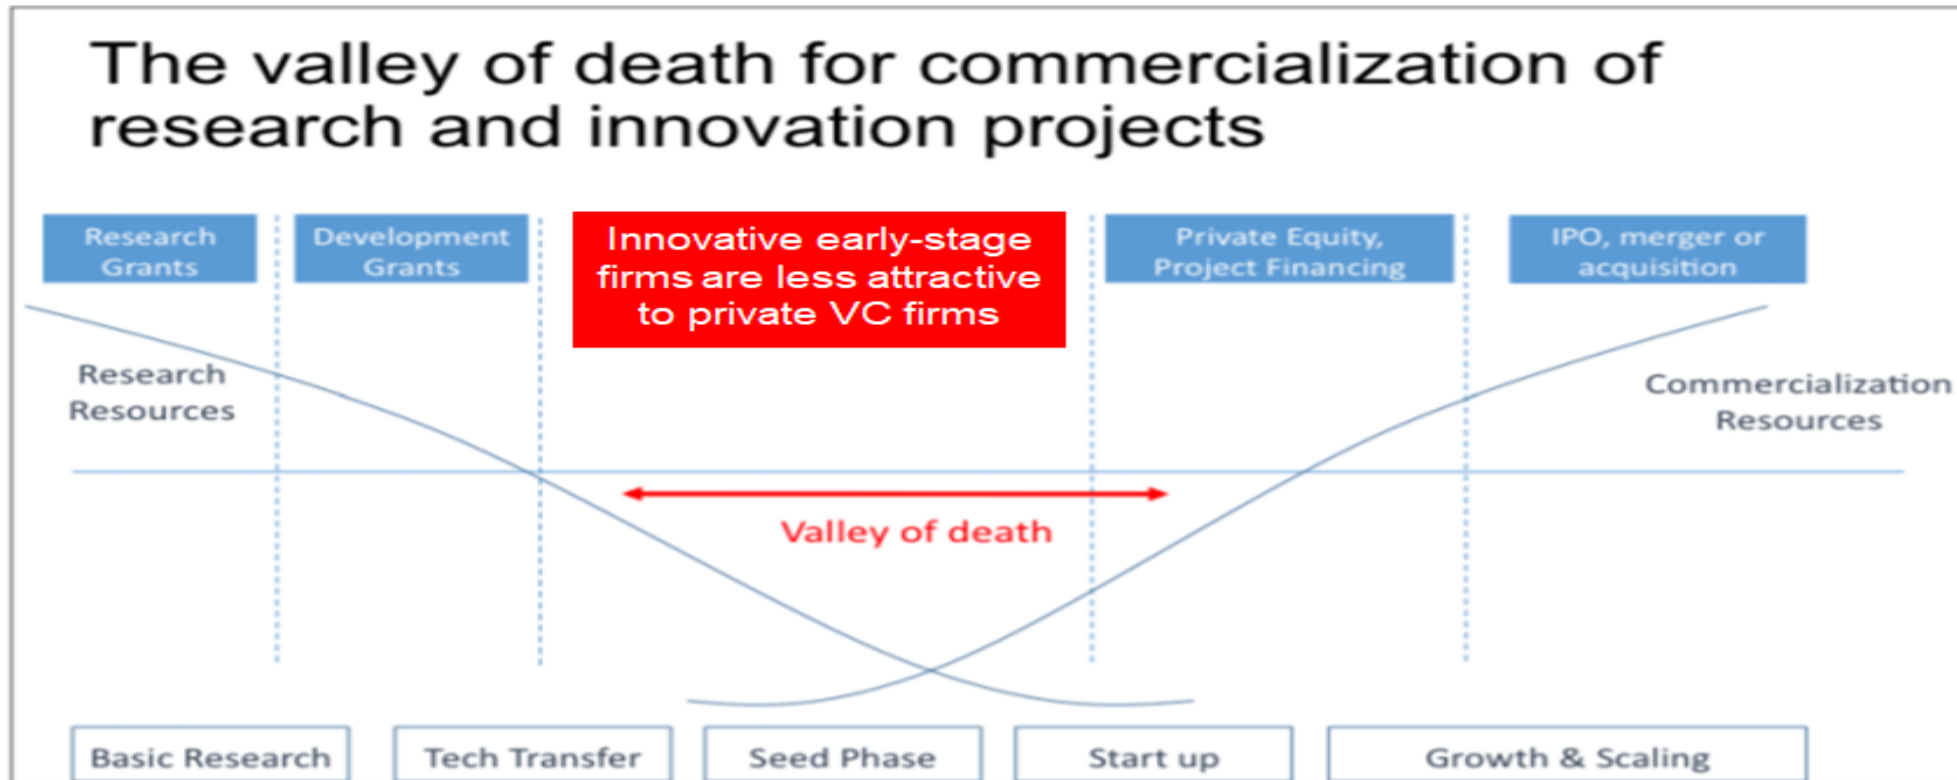 The valley of death for commercialization of
research and innovation projects
Research
Grants
Development
Grants
Innovative early-stage
firms are less attractive
to private VC firms
Private Equity,
Project Financing
IPO, merger or
acquisition
Research
Resources
Commercialization
Resources
Valley of death
Basic Research
Tech Transfer
Seed Phase
Start up
Growth & Scaling